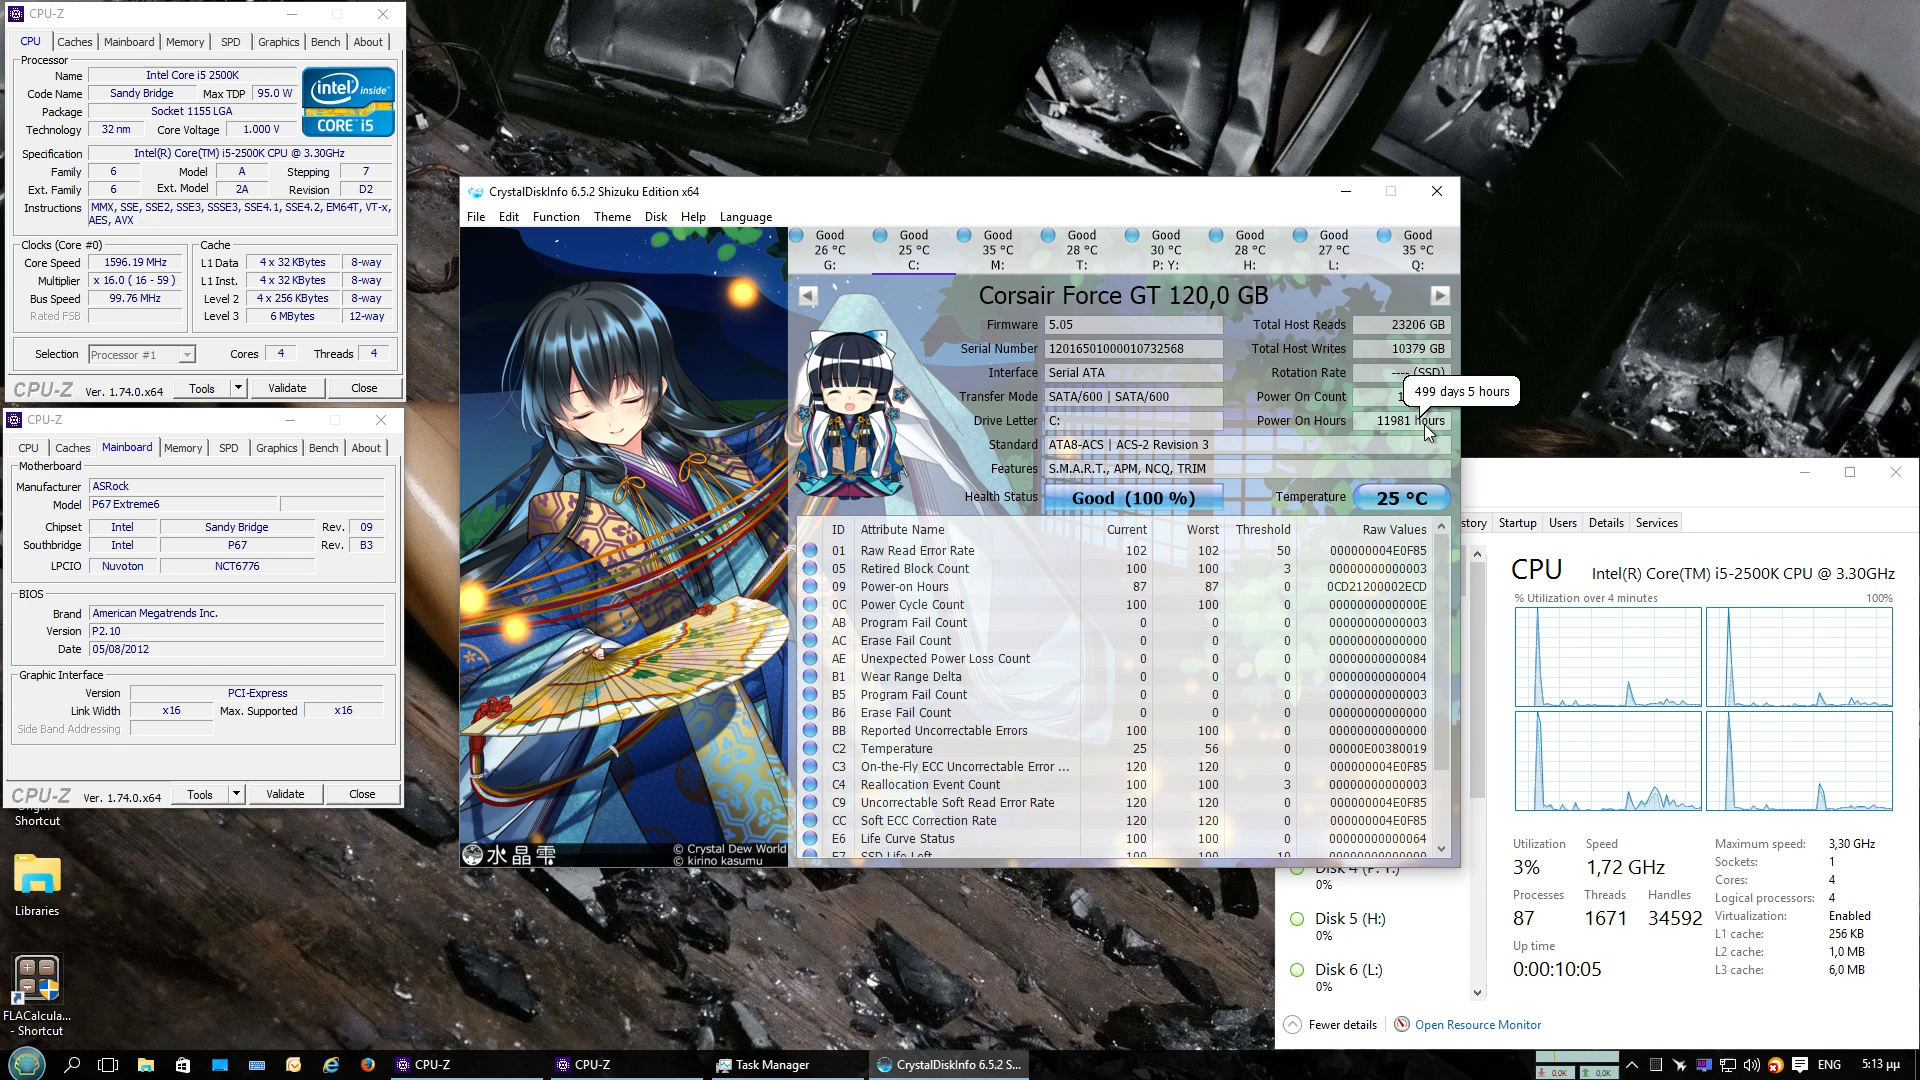 CPU-Z
CPU Caches Mainboard Memory SPD Graphics Bench About
Processor
Name Intel Core i5 2500K
Code Name Sandy Bridge Max TDP 95.0 W
Package Socket 1155 LGA
Technology 32 nm Core Voltage 1.000 V
intel inside™
CORE i5
Specification Intel(R) Core(TM) i5-2500K CPU @ 3.30GHz
Family 6 Model A Stepping 7
Ext. Family 6 Ext. Model 2A Revision D2
Instructions MMX, SSE, SSE2, SSE3, SSSE3, SSE4.1, SSE4.2, EM64T, VT-x,
AES, AVX
Clocks (Core #0) Cache
Core Speed 1596.19 MHz L1 Data 4 x 32 KBytes 8-way
Multiplier x 16.0 ( 16 - 59 ) L1 Inst. 4 x 32 KBytes 8-way
Bus Speed 99.76 MHz Level 2 4 x 256 KBytes 8-way
Rated FSB Level 3 6 MBytes 12-way
Selection Processor #1 Cores 4 Threads 4
CPU-Z Ver. 1.74.0.x64 Tools Validate Close
CPU-Z
CPU Caches Mainboard Memory SPD Graphics Bench About
Motherboard
Manufacturer ASRock
Model P67 Extreme6
Chipset Intel Sandy Bridge Rev. 09
Southbridge Intel P67 Rev. B3
LPCIO Nuvoton NCT6776
BIOS
Brand American Megatrends Inc.
Version P2.10
Date 05/08/2012
Graphic Interface
Version PCI-Express
Link Width x16 Max. Supported x16
Side Band Addressing
CPU-Z Ver. 1.74.0.x64 Tools Validate Close
Shortcut
Libraries
FLACalcula...
- Shortcut
CrystalDiskInfo 6.5.2 Shizuku Edition x64
File Edit Function Theme Disk Help Language
Good Good Good Good Good Good Good Good
26 °C 25 °C 35 °C 28 °C 30 °C 28 °C 27 °C 35 °C
G: C: M: T: P: Y: H: L: Q:
Corsair Force GT 120,0 GB
Firmware 5.05 Total Host Reads 23206 GB
Serial Number 12016501000010732568 Total Host Writes 10379 GB
Interface Serial ATA Rotation Rate ---- (SSD)
Transfer Mode SATA/600 | SATA/600 Power On Count 1
499 days 5 hours
Drive Letter C: Power On Hours 11981 hours
Standard ATA8-ACS | ACS-2 Revision 3
Features S.M.A.R.T., APM, NCQ, TRIM
Health Status Good (100 %) Temperature 25 °C
ID Attribute Name Current Worst Threshold Raw Values
01 Raw Read Error Rate 102 102 50 000000004E0F85
05 Retired Block Count 100 100 3 00000000000003
09 Power-on Hours 87 87 0 0CD21200002ECD
0C Power Cycle Count 100 100 0 0000000000000E
AB Program Fail Count 0 0 0 00000000000003
AC Erase Fail Count 0 0 0 00000000000000
AE Unexpected Power Loss Count 0 0 0 00000000000084
B1 Wear Range Delta 0 0 0 00000000000004
B5 Program Fail Count 0 0 0 00000000000003
B6 Erase Fail Count 0 0 0 00000000000000
BB Reported Uncorrectable Errors 100 100 0 00000000000000
C2 Temperature 25 56 0 00000E00380019
C3 On-the-Fly ECC Uncorrectable Error ... 120 120 0 000000004E0F85
C4 Reallocation Event Count 100 100 3 00000000000003
C9 Uncorrectable Soft Read Error Rate 120 120 0 000000004E0F85
CC Soft ECC Correction Rate 120 120 0 000000004E0F85
E6 Life Curve Status 100 100 0 00000000000064
E7 SSD Life Left 100 100 10 00000000000000
水晶雫 © Crystal Dew World
© kirino kasumu
story Startup Users Details Services
CPU Intel(R) Core(TM) i5-2500K CPU @ 3.30GHz
% Utilization over 4 minutes 100%
Utilization Speed Maximum speed: 3,30 GHz
3% 1,72 GHz Sockets: 1
Cores: 4
Processes Threads Handles Logical processors: 4
87 1671 34592 Virtualization: Enabled
L1 cache: 256 KB
Up time L2 cache: 1,0 MB
0:00:10:05 L3 cache: 6,0 MB
Disk 4 (P: Y:)
0%
Disk 5 (H:)
0%
Disk 6 (L:)
0%
Fewer details Open Resource Monitor
CPU-Z CPU-Z Task Manager CrystalDiskInfo 6.5.2 S... 0,0K 0,0K ENG 5:13 μμ